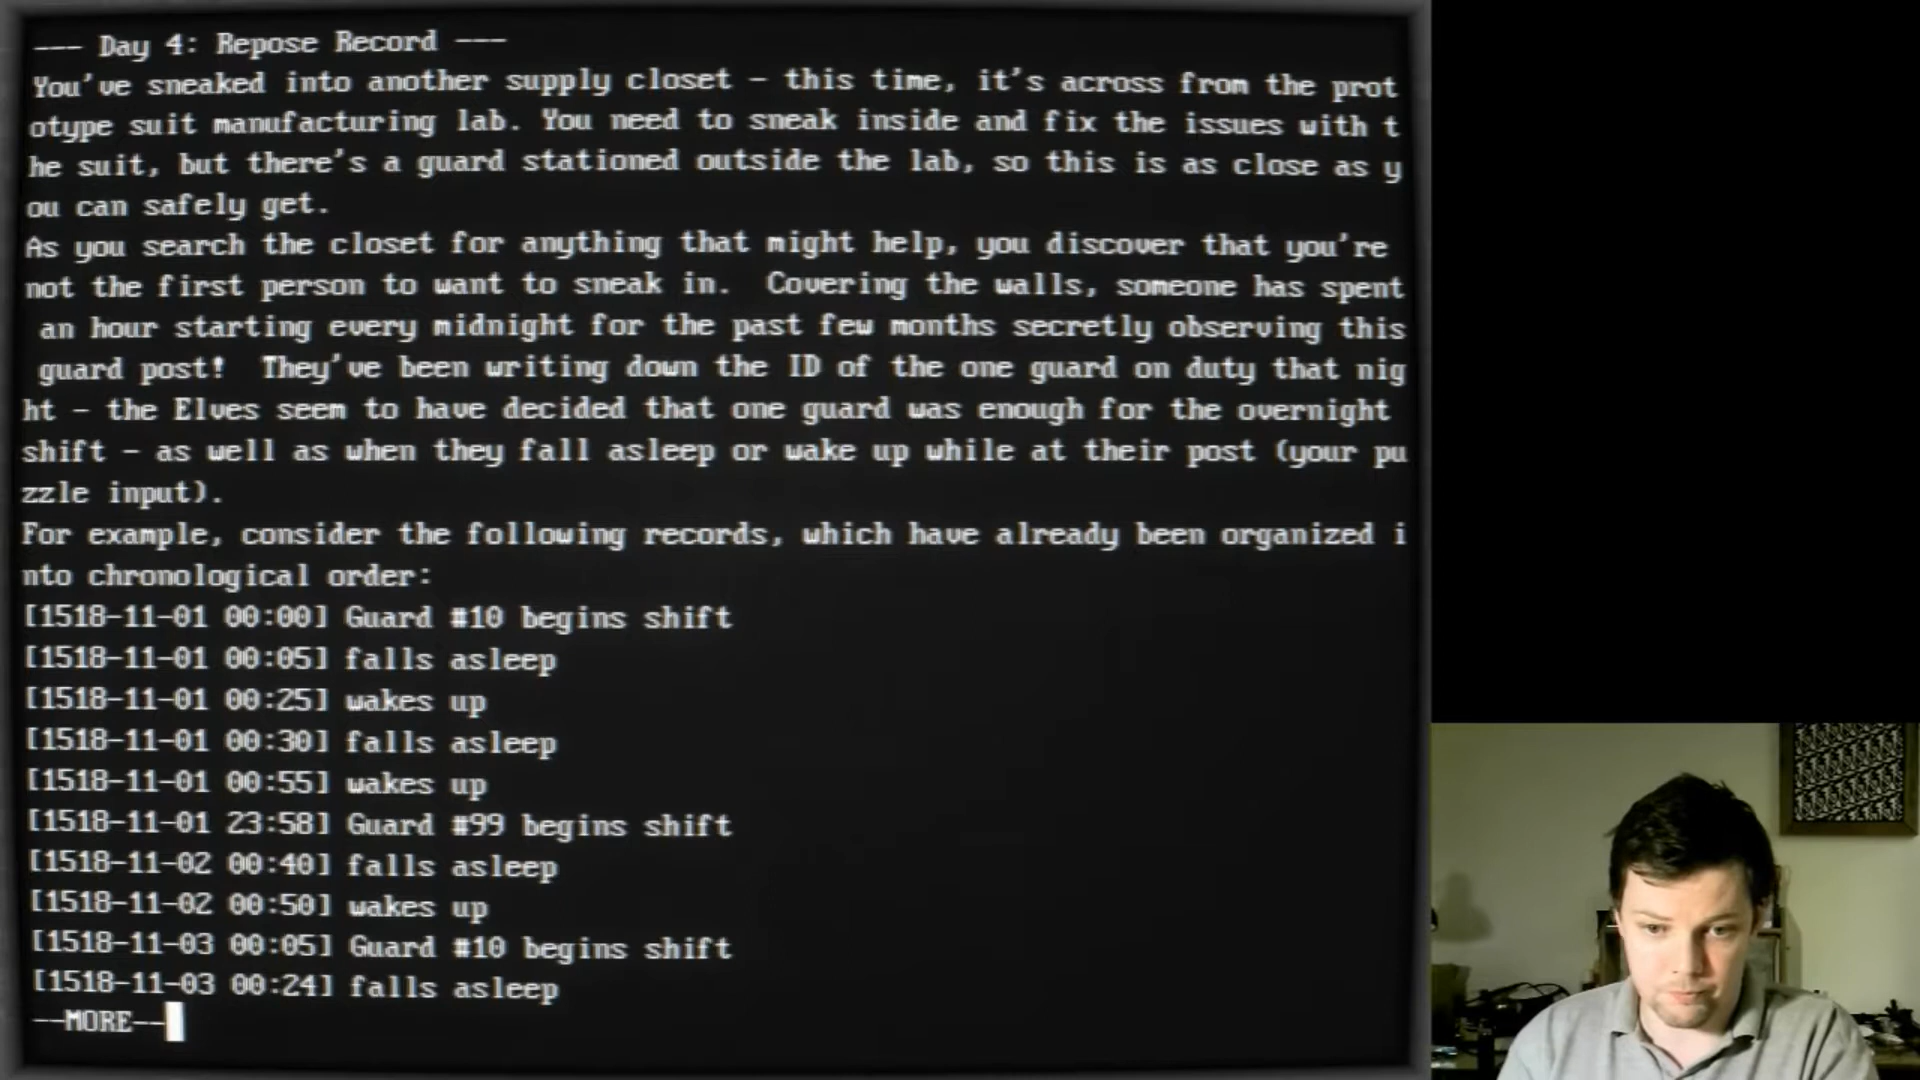 --- Day 4: Repose Record ---
You've sneaked into another supply closet - this time, it's across from the prot
otype suit manufacturing lab. You need to sneak inside and fix the issues with t
he suit, but there's a guard stationed outside the lab, so this is as close as y
ou can safely get.
As you search the closet for anything that might help, you discover that you're
not the first person to want to sneak in.  Covering the walls, someone has spent
 an hour starting every midnight for the past few months secretly observing this
 guard post!  They've been writing down the ID of the one guard on duty that nig
ht - the Elves seem to have decided that one guard was enough for the overnight
shift - as well as when they fall asleep or wake up while at their post (your pu
zzle input).
For example, consider the following records, which have already been organized i
nto chronological order:
[1518-11-01 00:00] Guard #10 begins shift
[1518-11-01 00:05] falls asleep
[1518-11-01 00:25] wakes up
[1518-11-01 00:30] falls asleep
[1518-11-01 00:55] wakes up
[1518-11-01 23:58] Guard #99 begins shift
[1518-11-02 00:40] falls asleep
[1518-11-02 00:50] wakes up
[1518-11-03 00:05] Guard #10 begins shift
[1518-11-03 00:24] falls asleep
--MORE--